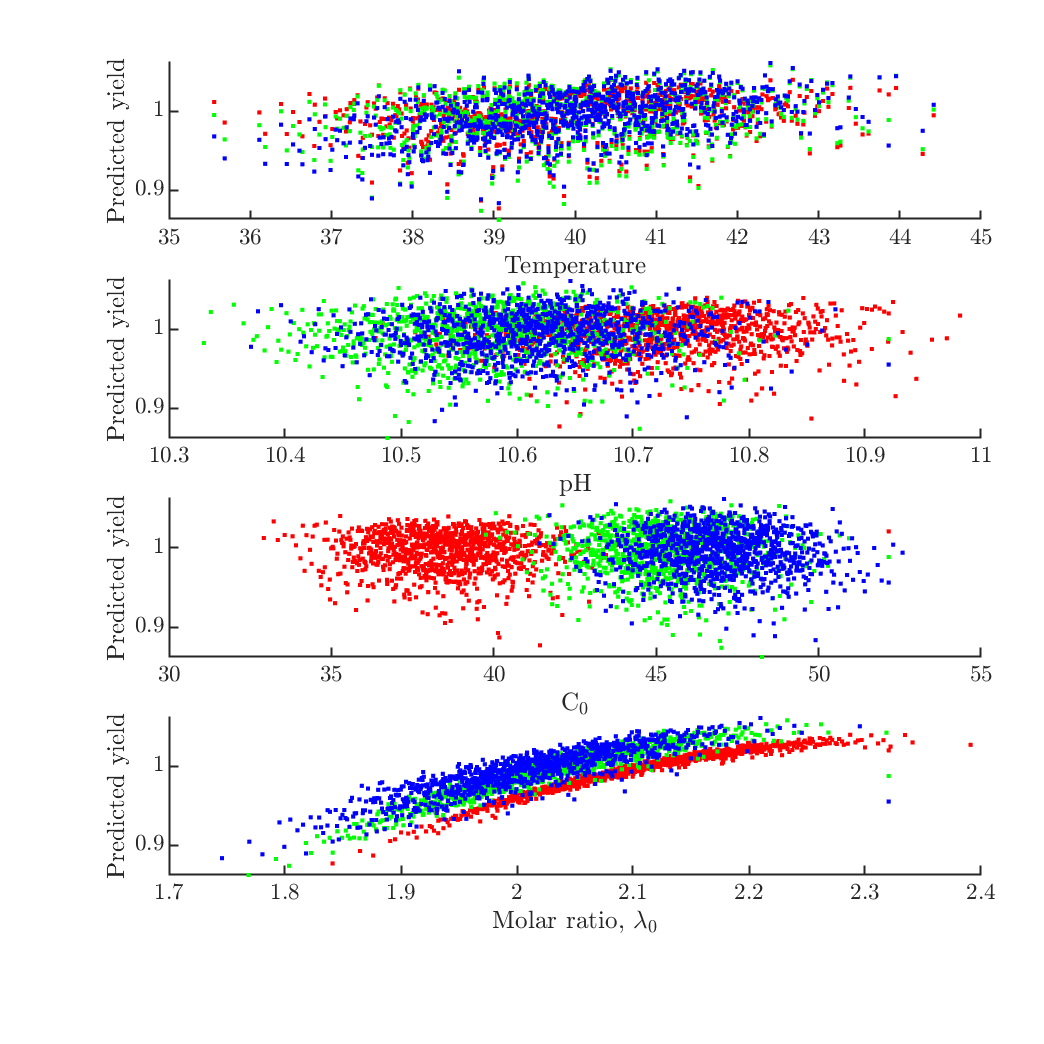 Predicted yield
1
0.9
35 36 37 38 39 40 41 42 43 44 45
Temperature
Predicted yield
1
0.9
10.3 10.4 10.5 10.6 10.7 10.8 10.9 11
pH
Predicted yield
1
0.9
30 35 40 45 50 55
C₀
Predicted yield
1
0.9
1.7 1.8 1.9 2 2.1 2.2 2.3 2.4
Molar ratio, λ₀